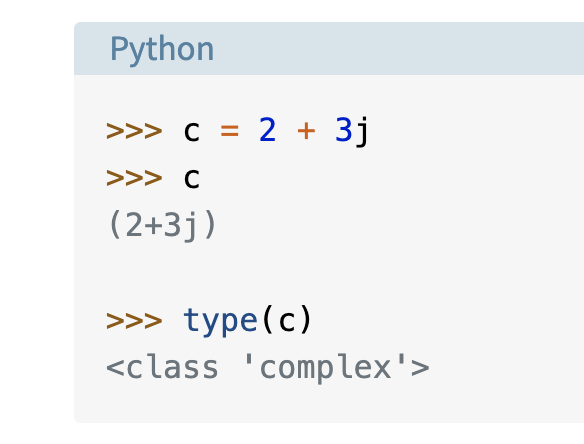 Python
>>> c = 2 + 3j
>>> c
(2+3j)
>>> type(c)
<class 'complex'>